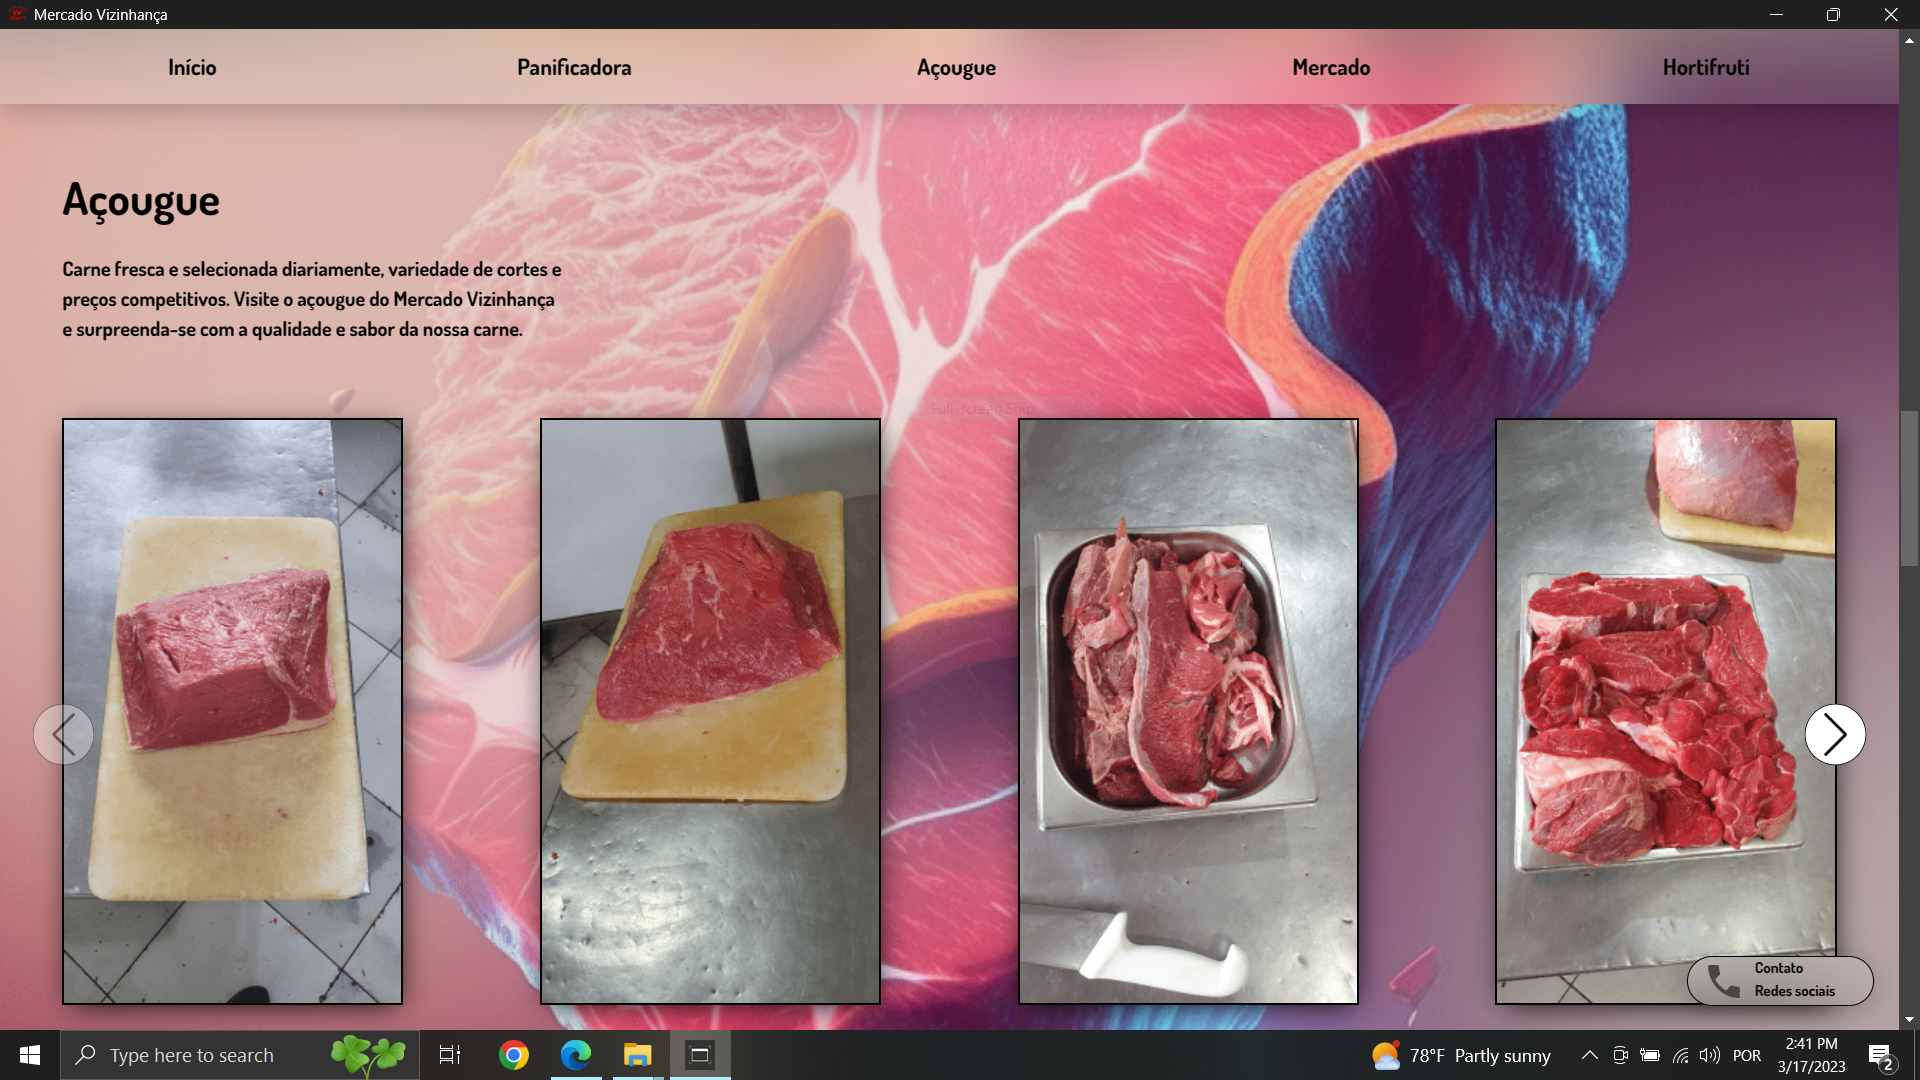 Mercado Vizinhança
Início
Panificadora
Açougue
Mercado
Hortifruti
Açougue
Carne fresca e selecionada diariamente, variedade de cortes e
preços competitivos. Visite o açougue do Mercado Vizinhança
e surpreenda-se com a qualidade e sabor da nossa carne.
Full-screen Snip
Contato
Redes sociais
Type here to search
78°F Partly sunny
POR
2:41 PM
3/17/2023
2